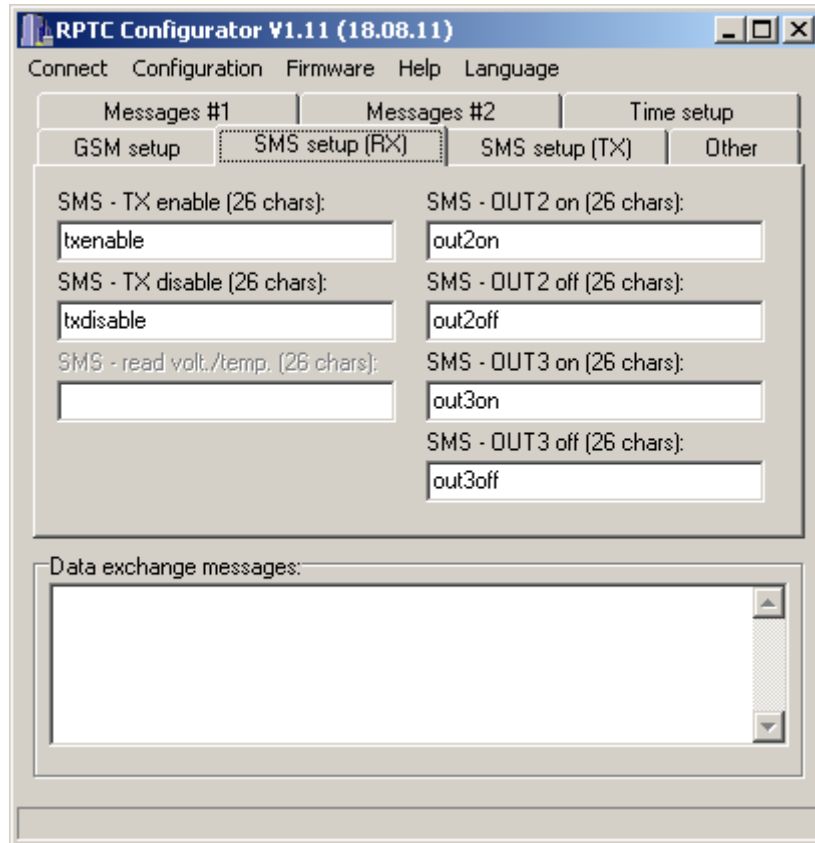 RPTC Configurator V1.11 (18.08.11)
Connect Configuration Firmware Help Language
Messages #1 Messages #2 Time setup
GSM setup SMS setup (RX) SMS setup (TX) Other
SMS - TX enable (26 chars):
txenable
SMS - TX disable (26 chars):
txdisable
SMS - read volt./temp. (26 chars):
SMS - OUT2 on (26 chars):
out2on
SMS - OUT2 off (26 chars):
out2off
SMS - OUT3 on (26 chars):
out3on
SMS - OUT3 off (26 chars):
out3off
Data exchange messages: